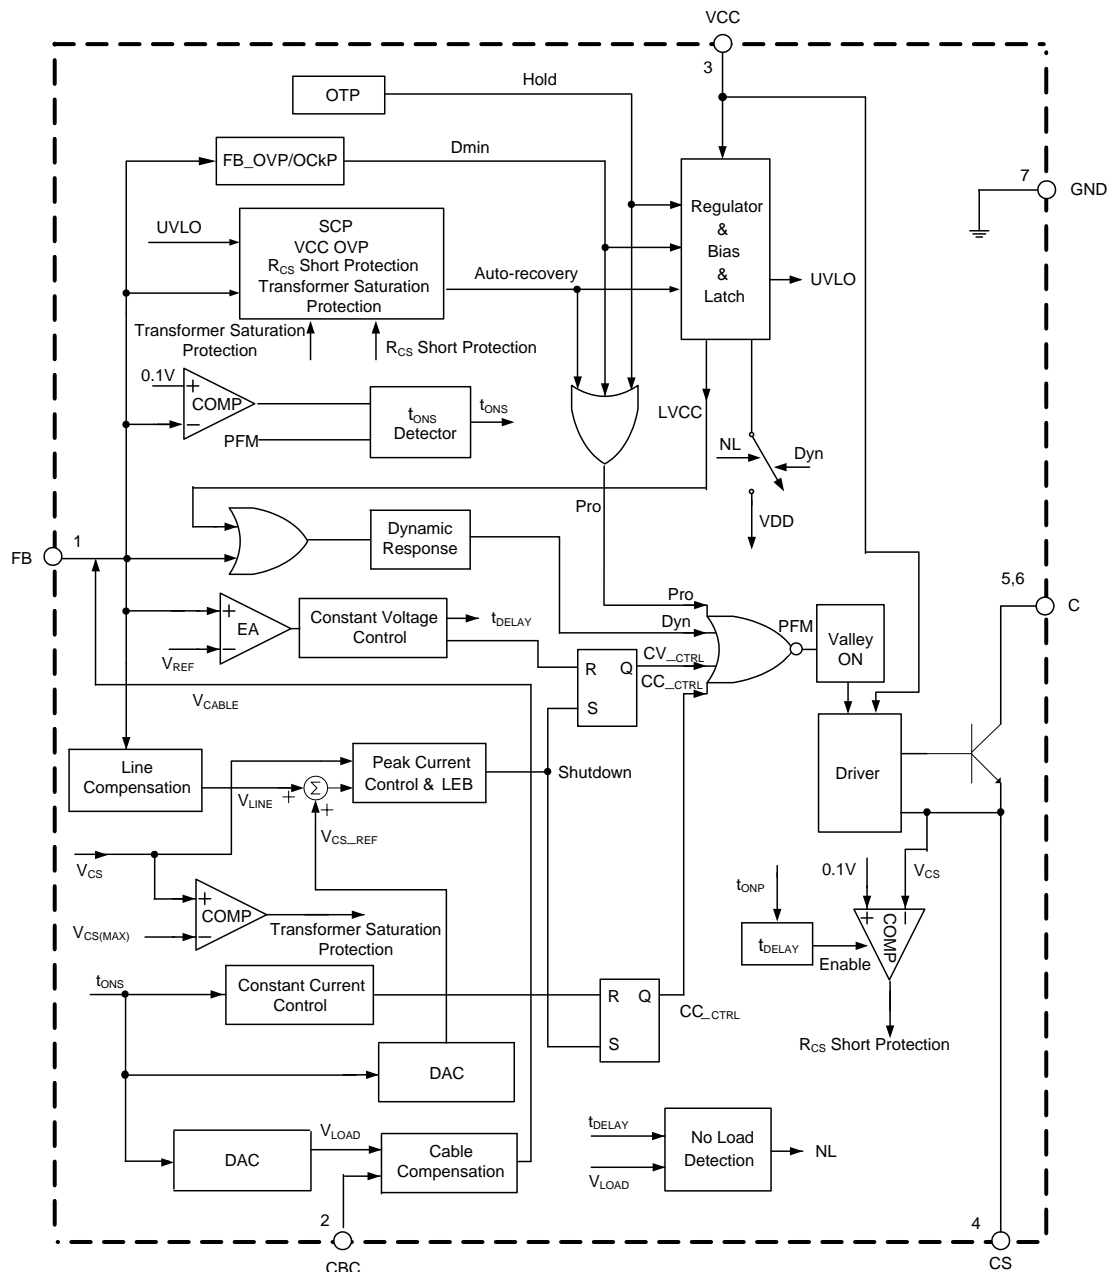 VCC
3
Hold
OTP
FB_OVP/OCkP
Dmin
7
GND
UVLO
SCP
VCC OVP
RCS Short Protection
Transformer Saturation
Protection
Auto-recovery
Regulator
&
Bias
&
Latch
UVLO
Transformer Saturation
Protection
RCS Short Protection
0.1V
+
COMP
−
PFM
tONS
Detector
tONS
LVCC
NL
Dyn
VDD
Pro
FB
1
Dynamic
Response
5,6
C
+
EA
−
VREF
Constant Voltage
Control
tDELAY
Pro
Dyn
CV_CTRL
CC_CTRL
PFM
Valley
ON
R
Q
S
VCABLE
Line
Compensation
VLINE
+
Σ
+
VCS_REF
Peak Current
Control & LEB
Shutdown
Driver
VCS
+
COMP
−
VCS(MAX)
Transformer Saturation
Protection
0.1V
VCS
tONP
tDELAY
Enable
+
−
COMP
RCS Short Protection
tONS
Constant Current
Control
R
Q
S
CC_CTRL
DAC
DAC
VLOAD
Cable
Compensation
tDELAY
VLOAD
No Load
Detection
NL
2
CBC
4
CS